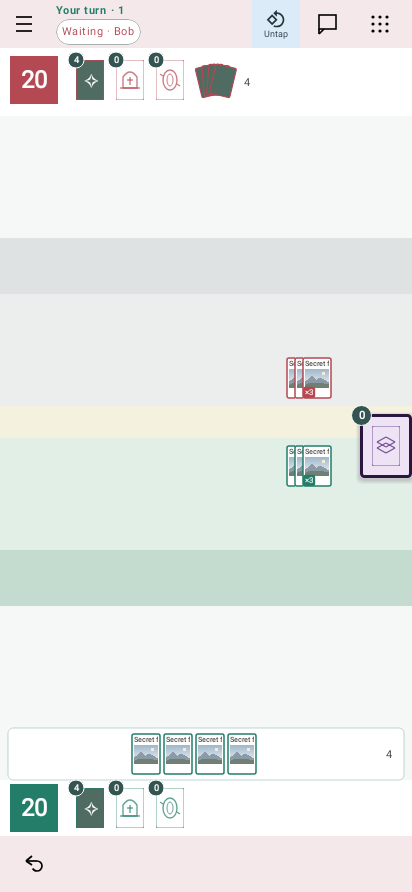 Your turn · 1
Waiting · Bob
Untap
20
4
0
0
4
S
S
Secret f
×3
0
S
S
Secret f
×3
Secret f
Secret f
Secret f
Secret f
4
20
4
0
0